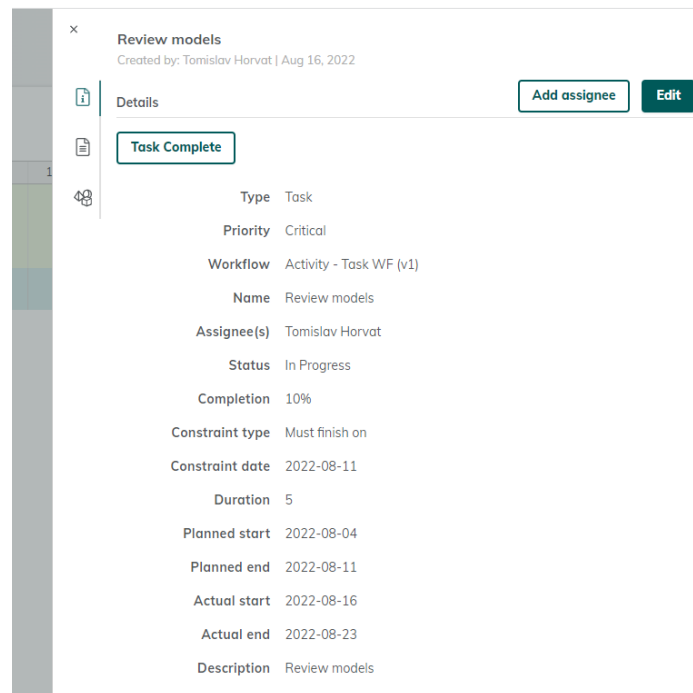 ×
Review models
Created by: Tomislav Horvat | Aug 16, 2022
Details
Add assignee
Edit
Task Complete
1
Type Task
Priority Critical
Workflow Activity - Task WF (v1)
Name Review models
Assignee(s) Tomislav Horvat
Status In Progress
Completion 10%
Constraint type Must finish on
Constraint date 2022-08-11
Duration 5
Planned start 2022-08-04
Planned end 2022-08-11
Actual start 2022-08-16
Actual end 2022-08-23
Description Review models